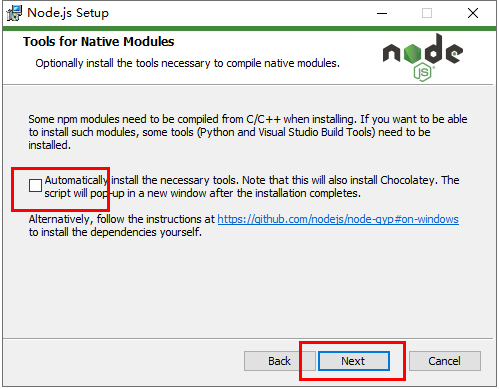 Node.js Setup
Tools for Native Modules
Optionally install the tools necessary to compile native modules.
node
JS
Some npm modules need to be compiled from C/C++ when installing. If you want to be able
to install such modules, some tools (Python and Visual Studio Build Tools) need to be
installed.
Automatically install the necessary tools. Note that this will also install Chocolatey. The
script will pop-up in a new window after the installation completes.
Alternatively, follow the instructions at https://github.com/nodejs/node-gyp#on-windows
to install the dependencies yourself.
Back Next Cancel